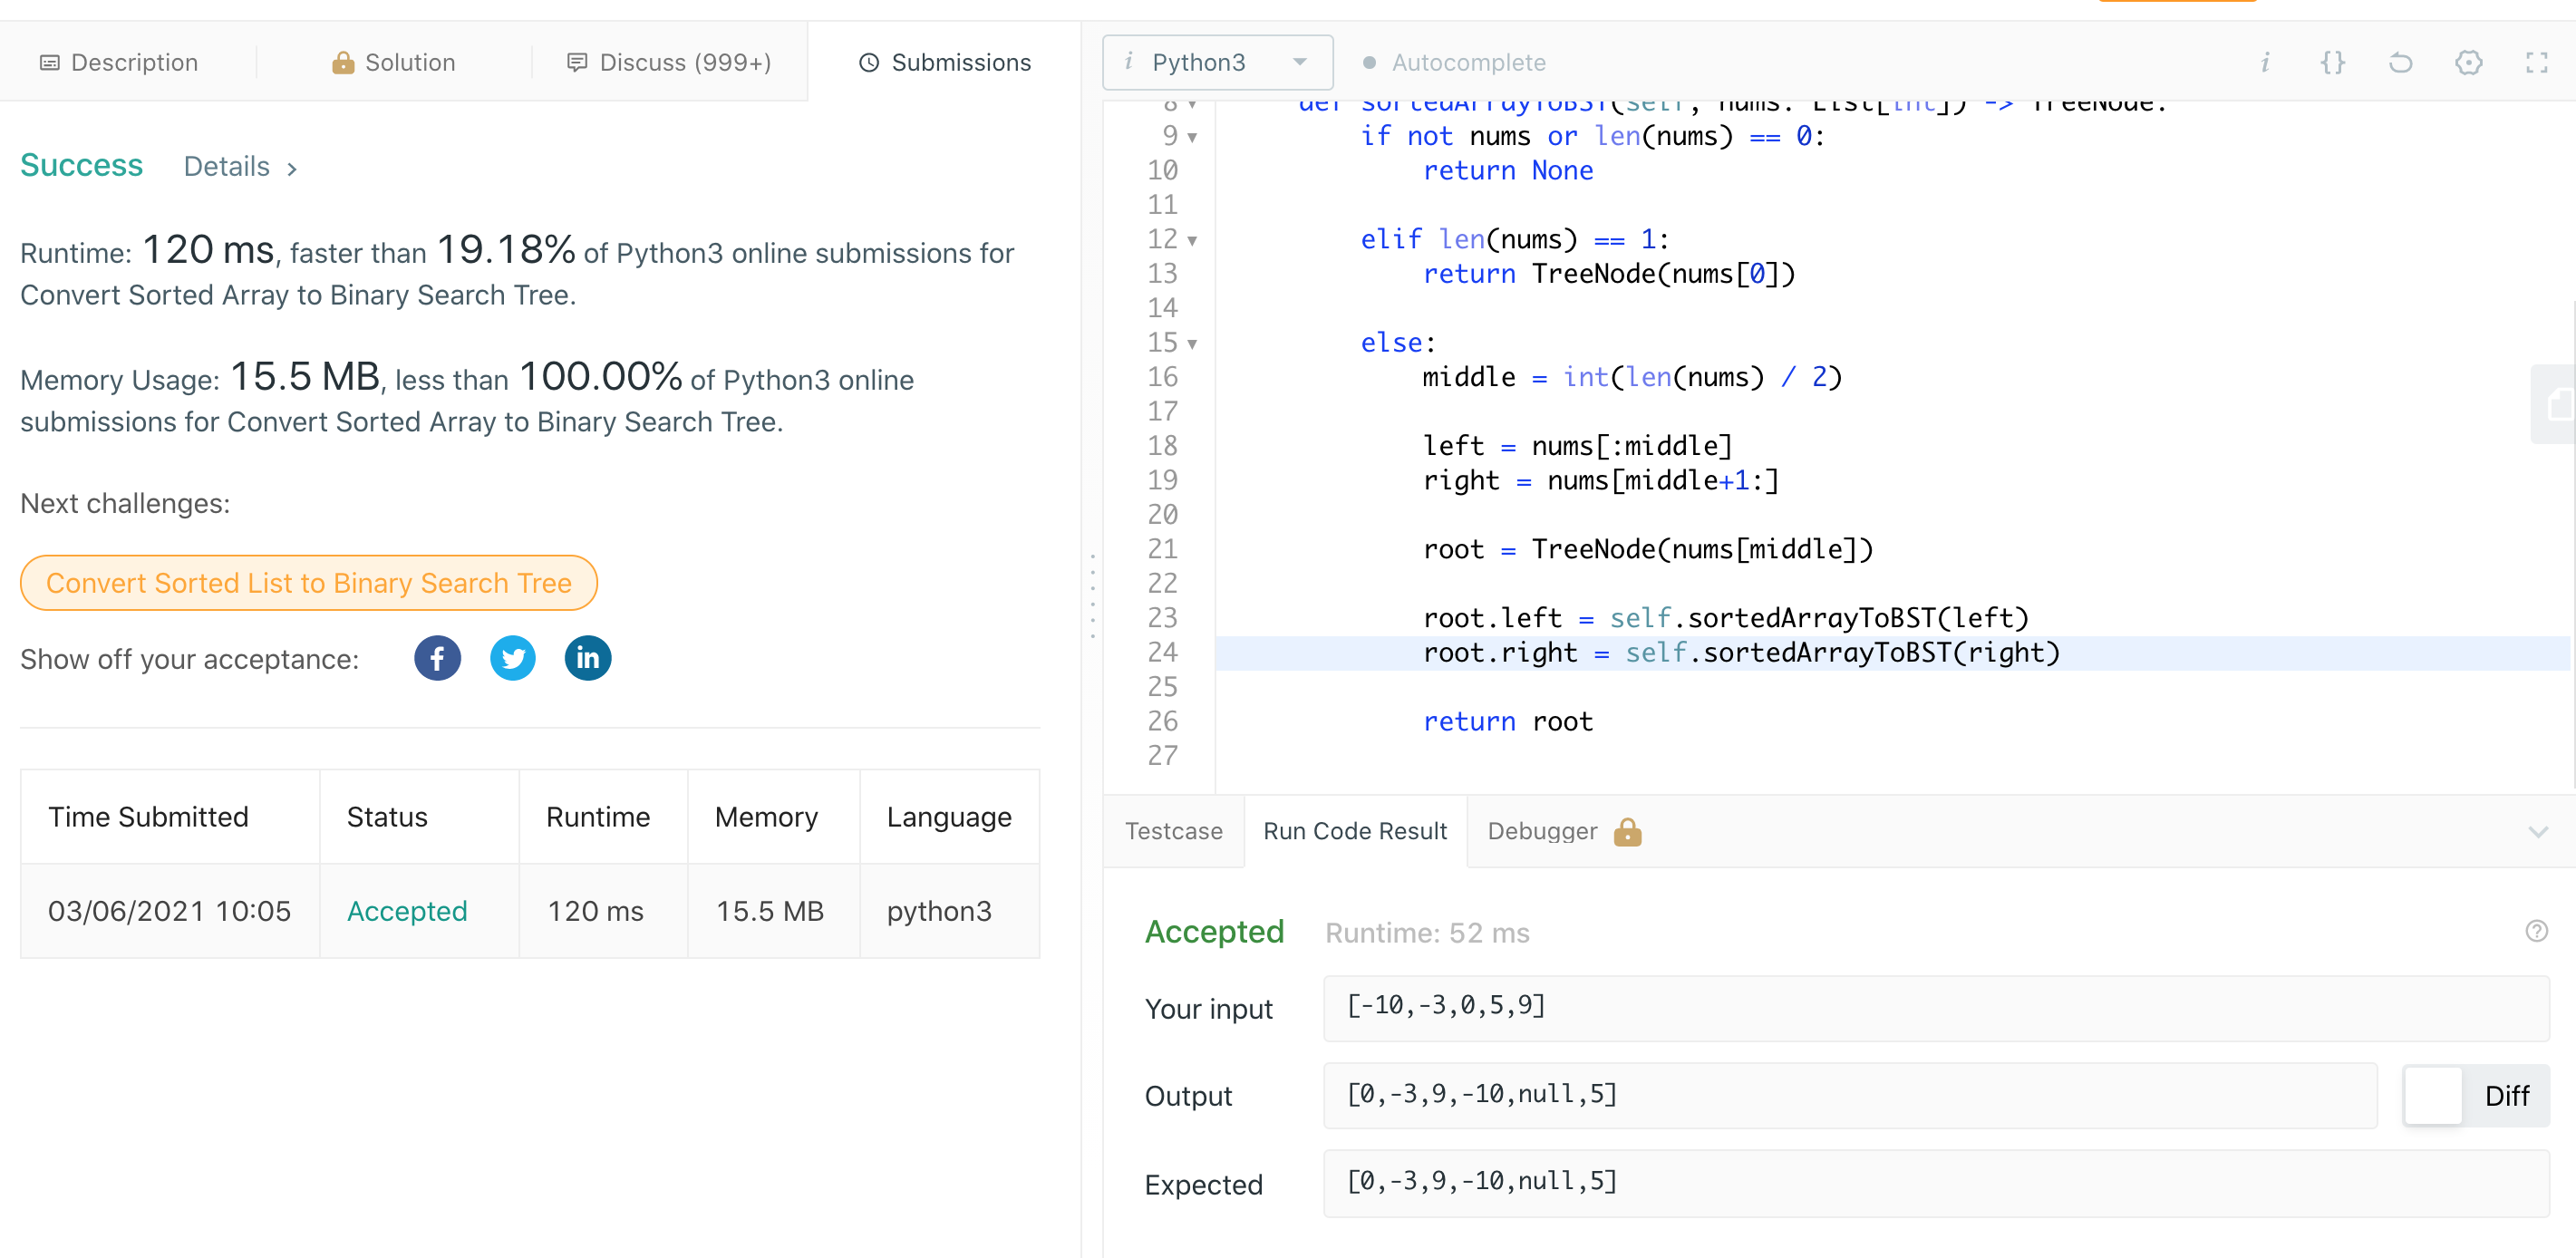 Description
Solution
Discuss (999+)
Submissions
Success Details >
Runtime: 120 ms, faster than 19.18% of Python3 online submissions for
Convert Sorted Array to Binary Search Tree.
Memory Usage: 15.5 MB, less than 100.00% of Python3 online
submissions for Convert Sorted Array to Binary Search Tree.
Next challenges:
Convert Sorted List to Binary Search Tree
Show off your acceptance:
Time Submitted Status Runtime Memory Language
03/06/2021 10:05 Accepted 120 ms 15.5 MB python3
i Python3
Autocomplete
8 def sortedArrayToBST(self, nums: List[int]) -> TreeNode:
9 if not nums or len(nums) == 0:
10 return None
11
12 elif len(nums) == 1:
13 return TreeNode(nums[0])
14
15 else:
16 middle = int(len(nums) / 2)
17
18 left = nums[:middle]
19 right = nums[middle+1:]
20
21 root = TreeNode(nums[middle])
22
23 root.left = self.sortedArrayToBST(left)
24 root.right = self.sortedArrayToBST(right)
25
26 return root
27
Testcase
Run Code Result
Debugger
Accepted Runtime: 52 ms
Your input [-10,-3,0,5,9]
Output [0,-3,9,-10,null,5] Diff
Expected [0,-3,9,-10,null,5]